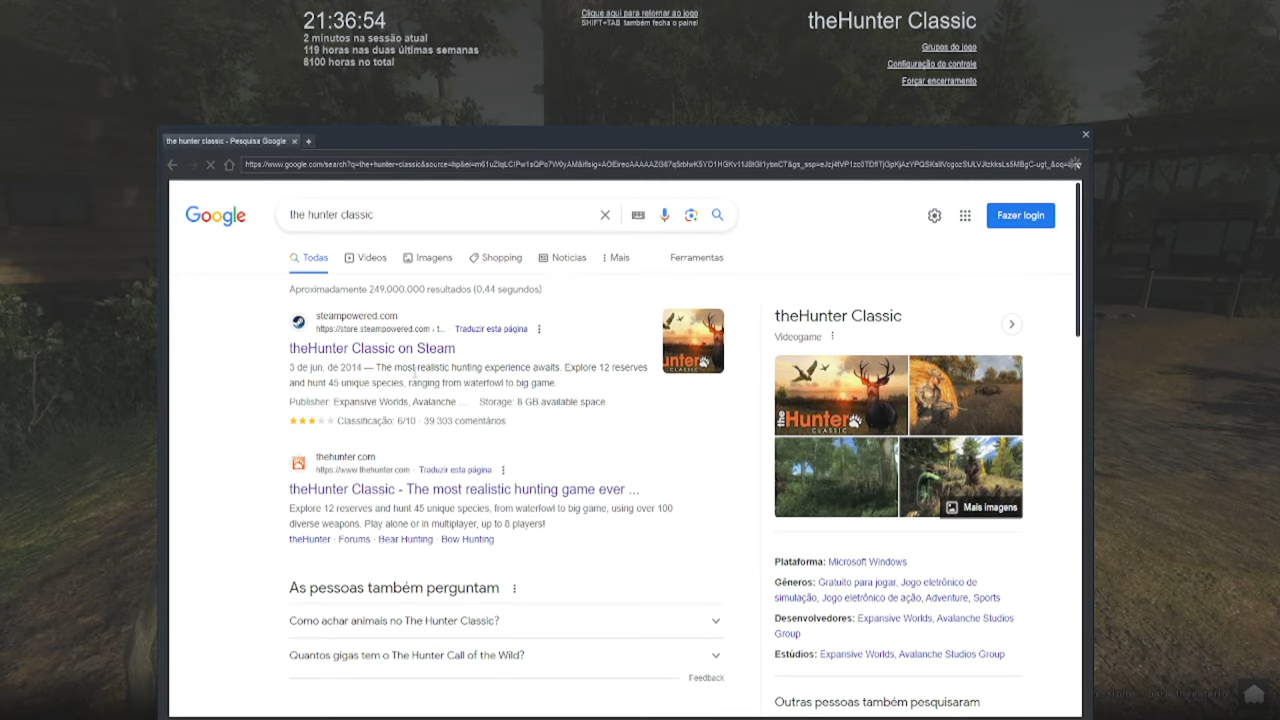 21:36:54
2 minutos na sessão atual
119 horas nas duas últimas semanas
8100 horas no total
Clique aqui para retornar ao jogo
SHIFT+TAB também fecha o painel
theHunter Classic
Grupos do jogo
Configuração do controle
Forçar encerramento
the hunter classic - Pesquisa Google
Google
the hunter classic
Fazer login
Todas
Vídeos
Imagens
Shopping
Notícias
Mais
Ferramentas
Aproximadamente 249.000.000 resultados (0,44 segundos)
steampowered.com
https://store.steampowered.com › t... · Traduzir esta página
theHunter Classic on Steam
3 de jun. de 2014 — The most realistic hunting experience awaits. Explore 12 reserves
and hunt 45 unique species, ranging from waterfowl to big game.
Publisher: Expansive Worlds, Avalanche ... Storage: 8 GB available space
Classificação: 6/10 · 39.303 comentários
unter
CLASSIC
thehunter.com
https://www.thehunter.com · Traduzir esta página
theHunter Classic - The most realistic hunting game ever ...
Explore 12 reserves and hunt 45 unique species, from waterfowl to big game, using over 100
diverse weapons. Play alone or in multiplayer, up to 8 players!
theHunter · Forums · Bear Hunting · Bow Hunting
As pessoas também perguntam
Como achar animais no The Hunter Classic?
Quantos gigas tem o The Hunter Call of the Wild?
Feedback
theHunter Classic
Videogame
the Hunter
CLASSIC
Mais imagens
Plataforma: Microsoft Windows
Gêneros: Gratuito para jogar, Jogo eletrônico de
simulação, Jogo eletrônico de ação, Adventure, Sports
Desenvolvedores: Expansive Worlds, Avalanche Studios
Group
Estúdios: Expansive Worlds, Avalanche Studios Group
Outras pessoas também pesquisaram